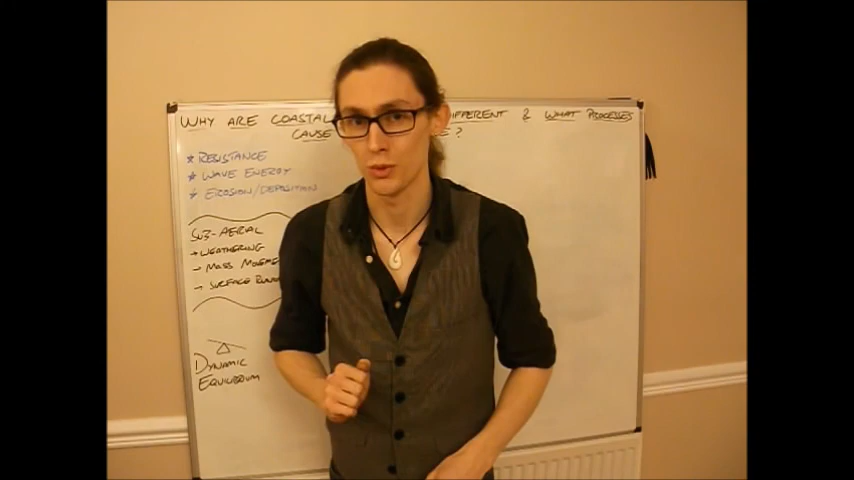 WHY ARE COASTAL DIFFERENT & WHAT PROCESSES
CAUSE ?
* RESISTANCE
* WAVE ENERGY
* EROSION/DEPOSITION
SUB-AERIAL
→ WEATHERING
→ MASS
→ SURFACE
DYNAMIC
EQUILIBRIUM